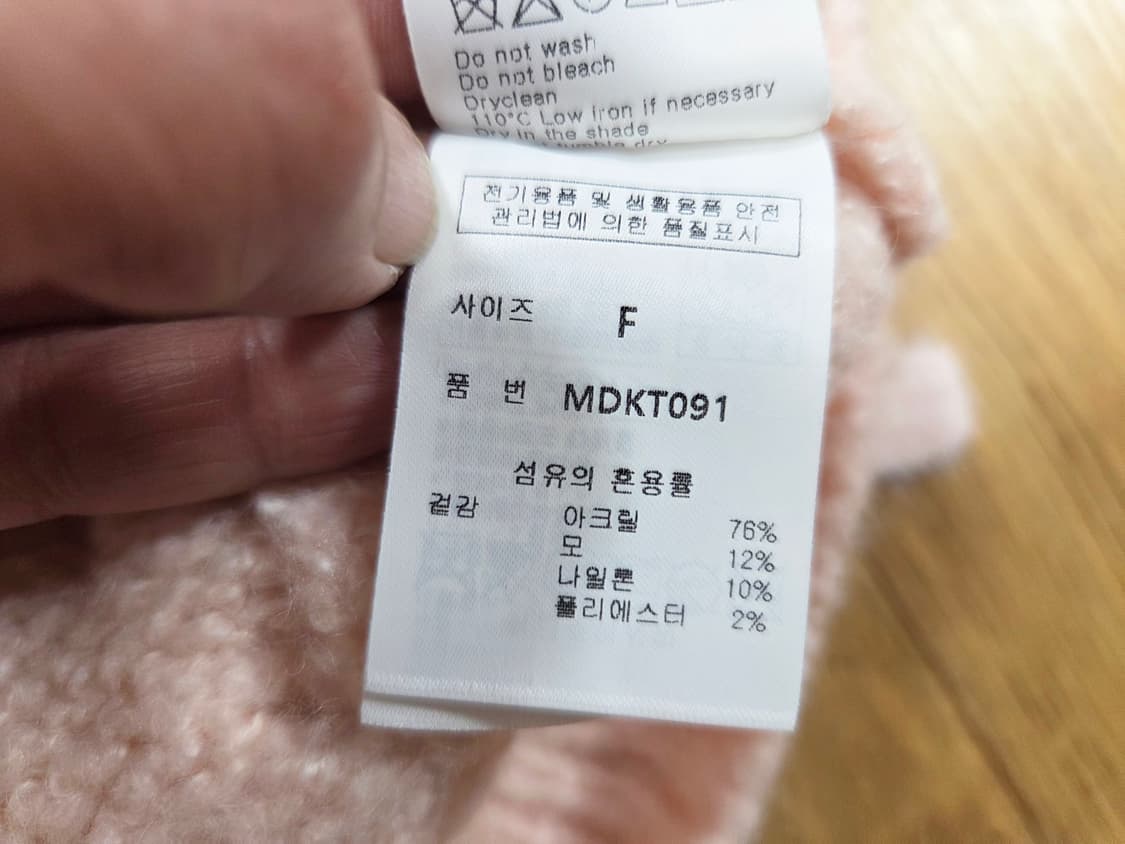 Do not wash
Do not bleach
Dryclean
110°C Low iron if necessary
Dry in the shade
tumble dry
전기용품 및 생활용품 안전
관리법에 의한 품질표시
사이즈 F
품 번 MDKT091
섬유의 혼용률
겉감 아크릴 76%
모 12%
나일론 10%
폴리에스터 2%